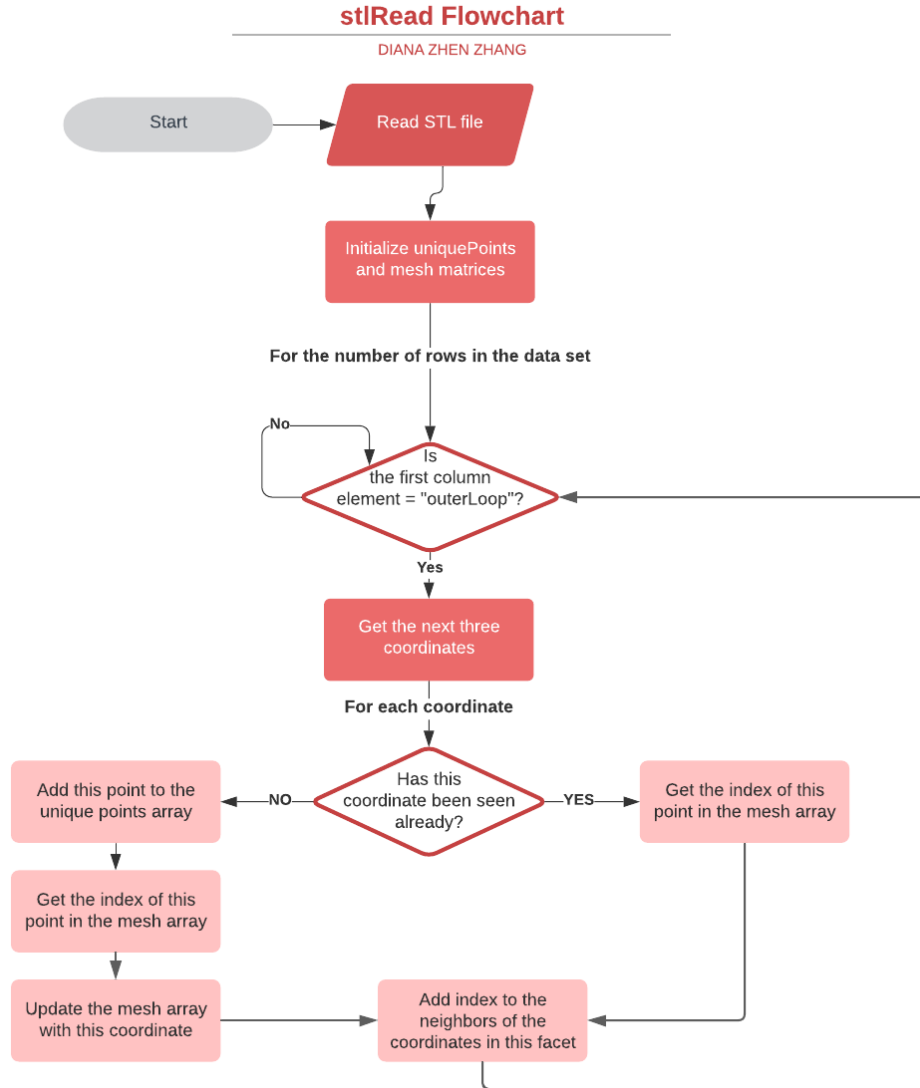 stlRead Flowchart
DIANA ZHEN ZHANG
Start
Read STL file
Initialize uniquePoints
and mesh matrices
For the number of rows in the data set
No
Is
the first column
element = "outerLoop"?
Yes
Get the next three
coordinates
For each coordinate
Has this
coordinate been seen
already?
NO
YES
Add this point to the
unique points array
Get the index of this
point in the mesh array
Get the index of this
point in the mesh array
Update the mesh array
with this coordinate
Add index to the
neighbors of the
coordinates in this facet